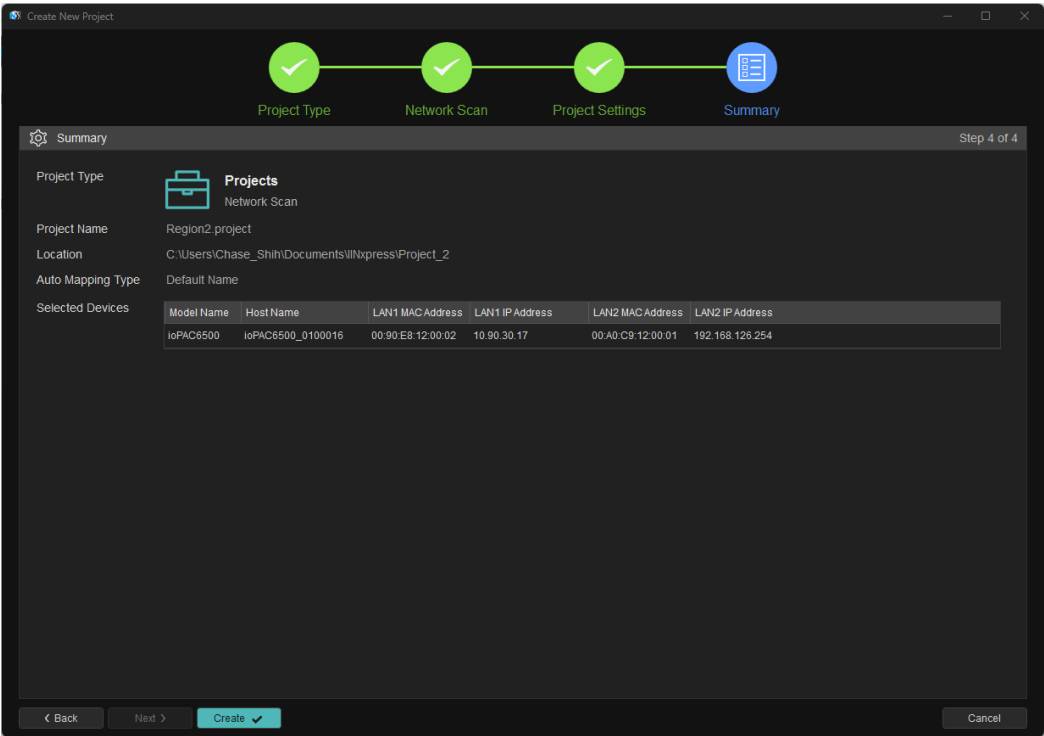 Create New Project
Project Type
Network Scan
Project Settings
Summary
Summary
Step 4 of 4
Project Type
Projects
Network Scan
Project Name Region2.project
Location C:\Users\Chase_Shih\Documents\IINxpress\Project_2
Auto Mapping Type Default Name
Selected Devices
Model Name Host Name LAN1 MAC Address LAN1 IP Address LAN2 MAC Address LAN2 IP Address
ioPAC6500 ioPAC6500_0100016 00:90:E8:12:00:02 10.90.30.17 00:A0:C9:12:00:01 192.168.126.254
Back
Next
Create
Cancel